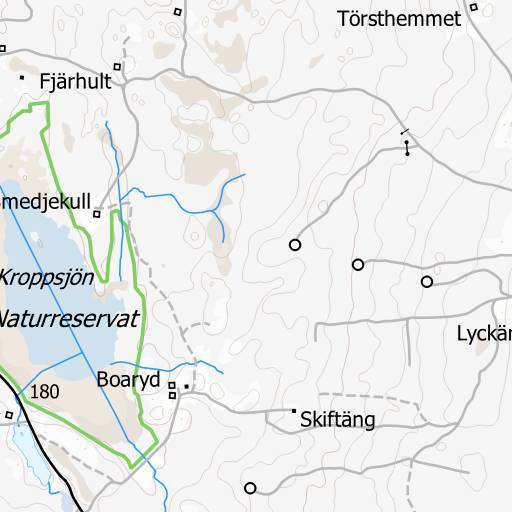 Törsthemmet
Fjärhult
medjekull
Kroppsjön
Naturreservat
Lyckän
Boaryd
180
Skiftäng